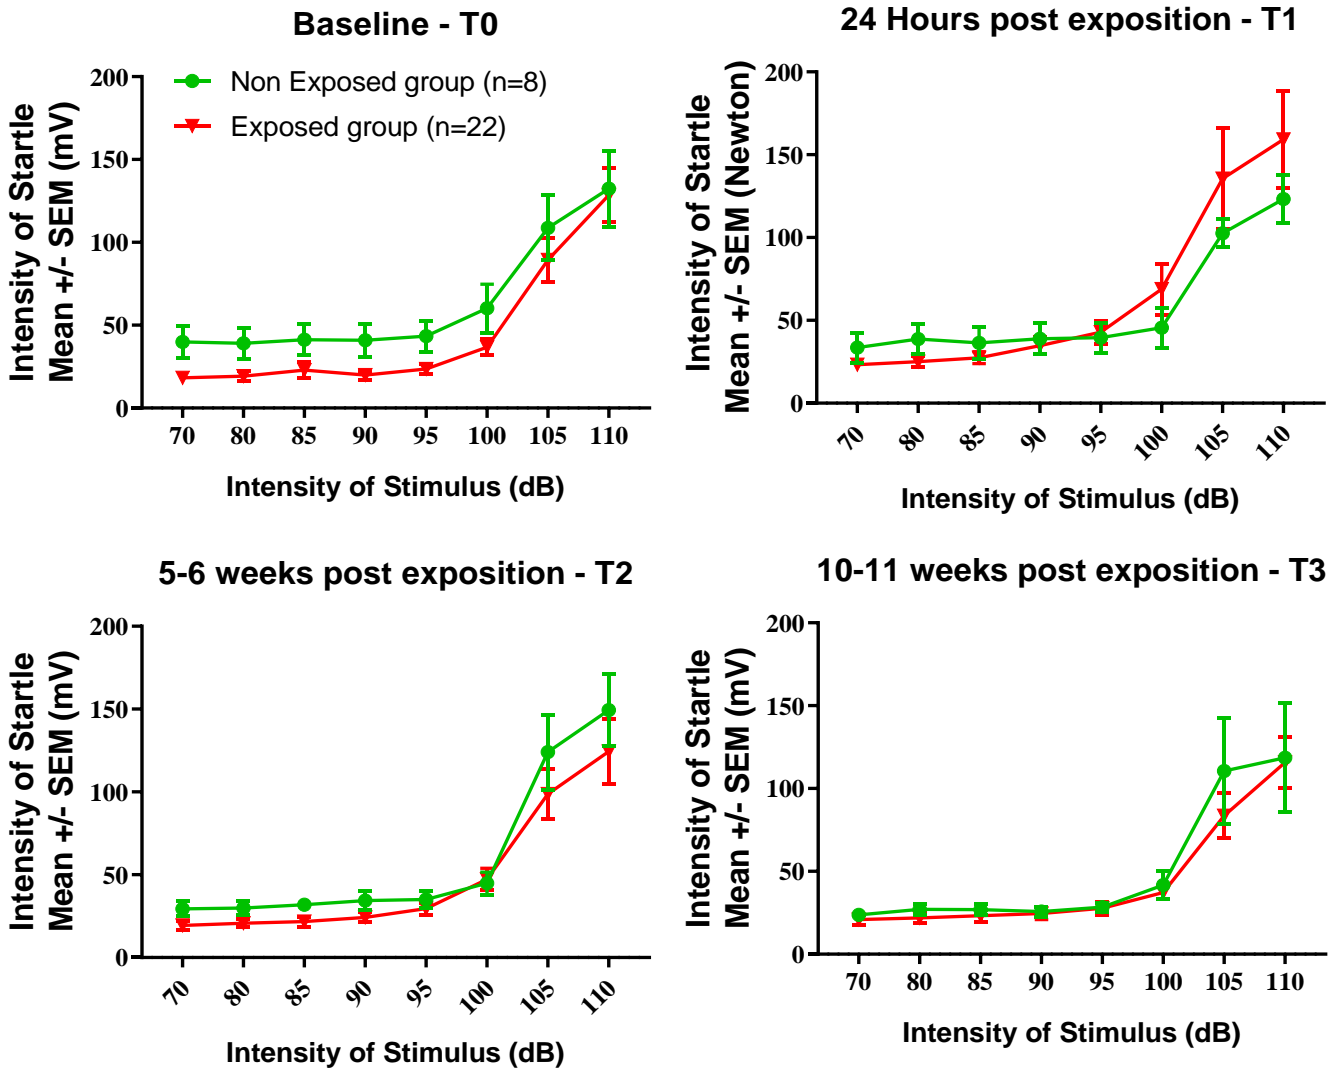 Baseline - T0
Intensity of Startle
Mean +/- SEM (mV)
200
150
100
50
0
Non Exposed group (n=8)
Exposed group (n=22)
70 80 85 90 95 100 105 110
Intensity of Stimulus (dB)
24 Hours post exposition - T1
Intensity of Startle
Mean +/- SEM (Newton)
200
150
100
50
0
70 80 85 90 95 100 105 110
Intensity of Stimulus (dB)
5-6 weeks post exposition - T2
Intensity of Startle
Mean +/- SEM (mV)
200
150
100
50
0
70 80 85 90 95 100 105 110
Intensity of Stimulus (dB)
10-11 weeks post exposition - T3
Intensity of Startle
Mean +/- SEM (mV)
200
150
100
50
0
70 80 85 90 95 100 105 110
Intensity of Stimulus (dB)